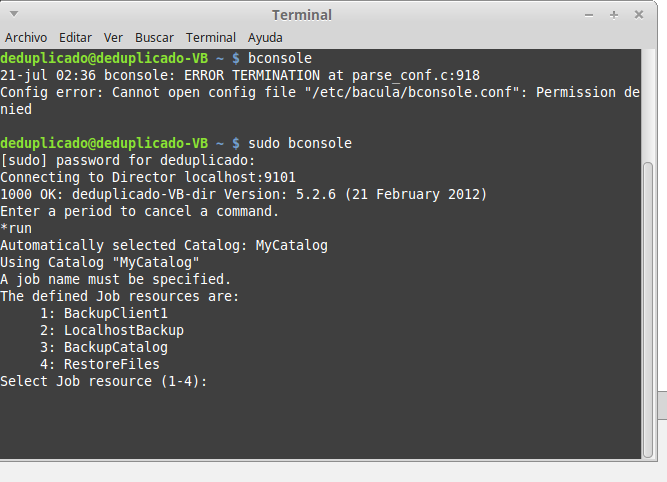 Terminal
Archivo Editar Ver Buscar Terminal Ayuda
deduplicado@deduplicado-VB ~ $ bconsole
21-jul 02:36 bconsole: ERROR TERMINATION at parse_conf.c:918
Config error: Cannot open config file "/etc/bacula/bconsole.conf": Permission de
nied
deduplicado@deduplicado-VB ~ $ sudo bconsole
[sudo] password for deduplicado:
Connecting to Director localhost:9101
1000 OK: deduplicado-VB-dir Version: 5.2.6 (21 February 2012)
Enter a period to cancel a command.
*run
Automatically selected Catalog: MyCatalog
Using Catalog "MyCatalog"
A job name must be specified.
The defined Job resources are:
1: BackupClient1
2: LocalhostBackup
3: BackupCatalog
4: RestoreFiles
Select Job resource (1-4):